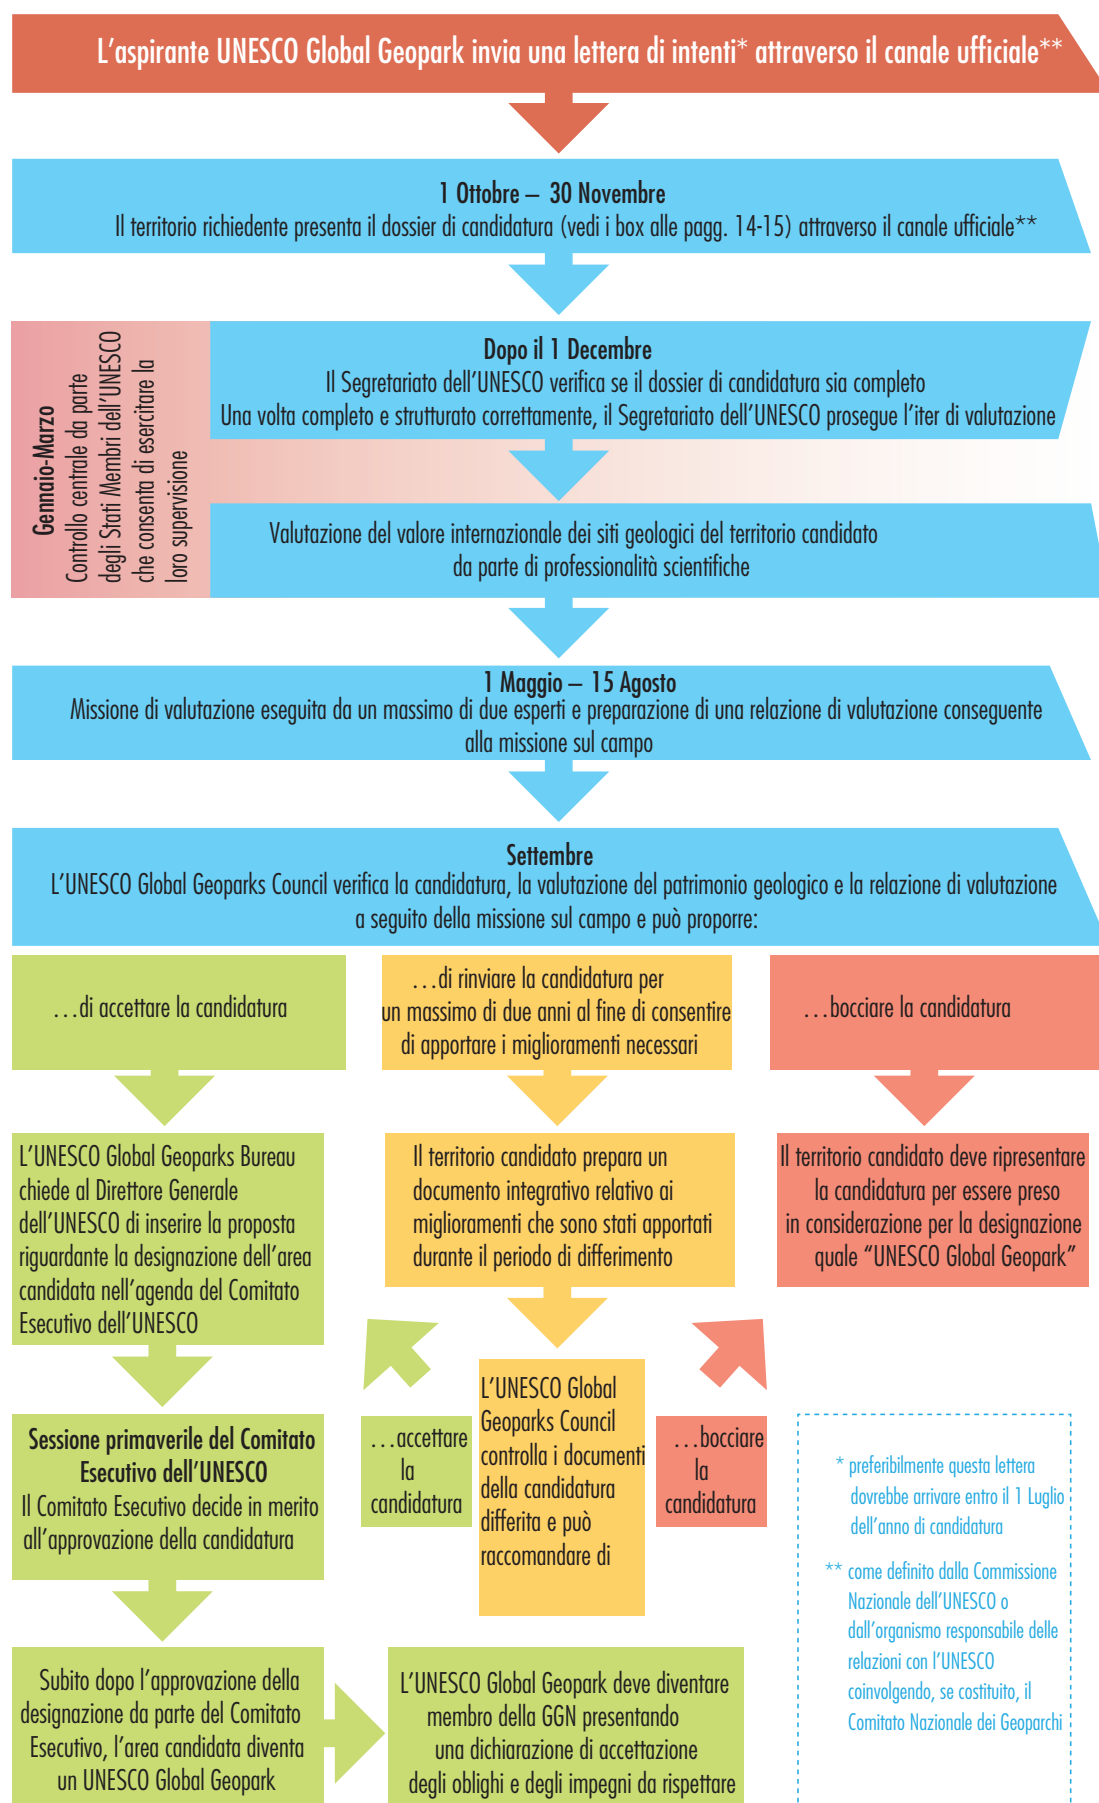 L'aspirante UNESCO Global Geopark invia una lettera di intenti* attraverso il canale ufficiale**
1 Ottobre – 30 Novembre
Il territorio richiedente presenta il dossier di candidatura (vedi i box alle pagg. 14-15) attraverso il canale ufficiale**
Gennaio-Marzo
Controllo centrale da parte
degli Stati Membri dell'UNESCO
che consenta di esercitare la
loro supervisione
Dopo il 1 Decembre
Il Segretariato dell'UNESCO verifica se il dossier di candidatura sia completo
Una volta completo e strutturato correttamente, il Segretariato dell'UNESCO prosegue l'iter di valutazione
Valutazione del valore internazionale dei siti geologici del territorio candidato
da parte di professionalità scientifiche
1 Maggio – 15 Agosto
Missione di valutazione eseguita da un massimo di due esperti e preparazione di una relazione di valutazione conseguente
alla missione sul campo
Settembre
L'UNESCO Global Geoparks Council verifica la candidatura, la valutazione del patrimonio geologico e la relazione di valutazione
a seguito della missione sul campo e può proporre:
...di accettare la candidatura
...di rinviare la candidatura per
un massimo di due anni al fine di consentire
di apportare i miglioramenti necessari
...bocciare la candidatura
L'UNESCO Global Geoparks Bureau
chiede al Direttore Generale
dell'UNESCO di inserire la proposta
riguardante la designazione dell'area
candidata nell'agenda del Comitato
Esecutivo dell'UNESCO
Il territorio candidato prepara un
documento integrativo relativo ai
miglioramenti che sono stati apportati
durante il periodo di differimento
Il territorio candidato deve ripresentare
la candidatura per essere preso
in considerazione per la designazione
quale "UNESCO Global Geopark"
Sessione primaverile del Comitato
Esecutivo dell'UNESCO
Il Comitato Esecutivo decide in merito
all'approvazione della candidatura
...accettare
la
candidatura
L'UNESCO Global
Geoparks Council
controlla i documenti
della candidatura
differita e può
raccomandare di
...bocciare
la
candidatura
* preferibilmente questa lettera
dovrebbe arrivare entro il 1 Luglio
dell'anno di candidatura
** come definito dalla Commissione
Nazionale dell'UNESCO o
dall'organismo responsabile delle
relazioni con l'UNESCO
coinvolgendo, se costituito, il
Comitato Nazionale dei Geoparchi
Subito dopo l'approvazione della
designazione da parte del Comitato
Esecutivo, l'area candidata diventa
un UNESCO Global Geopark
L'UNESCO Global Geopark deve diventare
membro della GGN presentando
una dichiarazione di accettazione
degli oblighi e degli impegni da rispettare